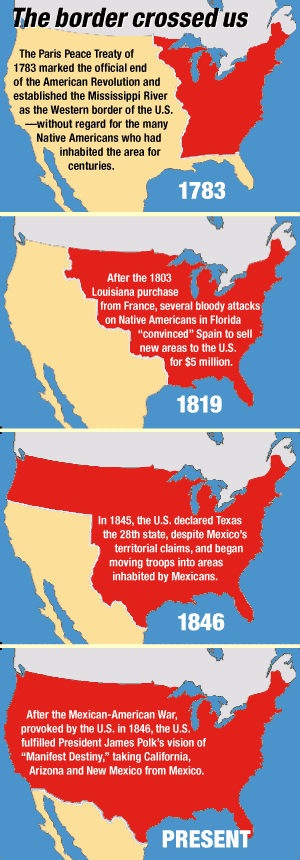 The border crossed us
The Paris Peace Treaty of
1783 marked the official end
of the American Revolution and
established the Mississippi River
as the Western border of the U.S.
—without regard for the many
Native Americans who had
inhabited the area for
centuries.
1783
After the 1803
Louisiana purchase
from France, several bloody attacks
on Native Americans in Florida
“convinced” Spain to sell
new areas to the U.S.
for $5 million.
1819
In 1845, the U.S. declared Texas
the 28th state, despite Mexico’s
territorial claims, and began
moving troops into areas
inhabited by Mexicans.
1846
After the Mexican-American War,
provoked by the U.S. in 1846, the U.S.
fulfilled President James Polk’s vision of
“Manifest Destiny,” taking California,
Arizona and New Mexico from Mexico.
PRESENT